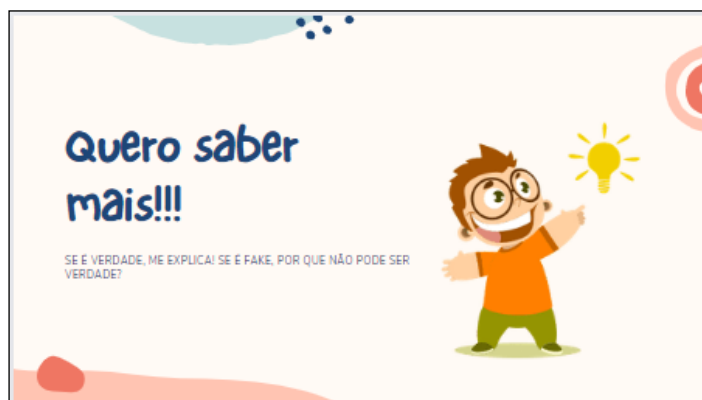 Quero saber
mais!!!
SE É VERDADE, ME EXPLICA! SE É FAKE, POR QUE NÃO PODE SER
VERDADE?